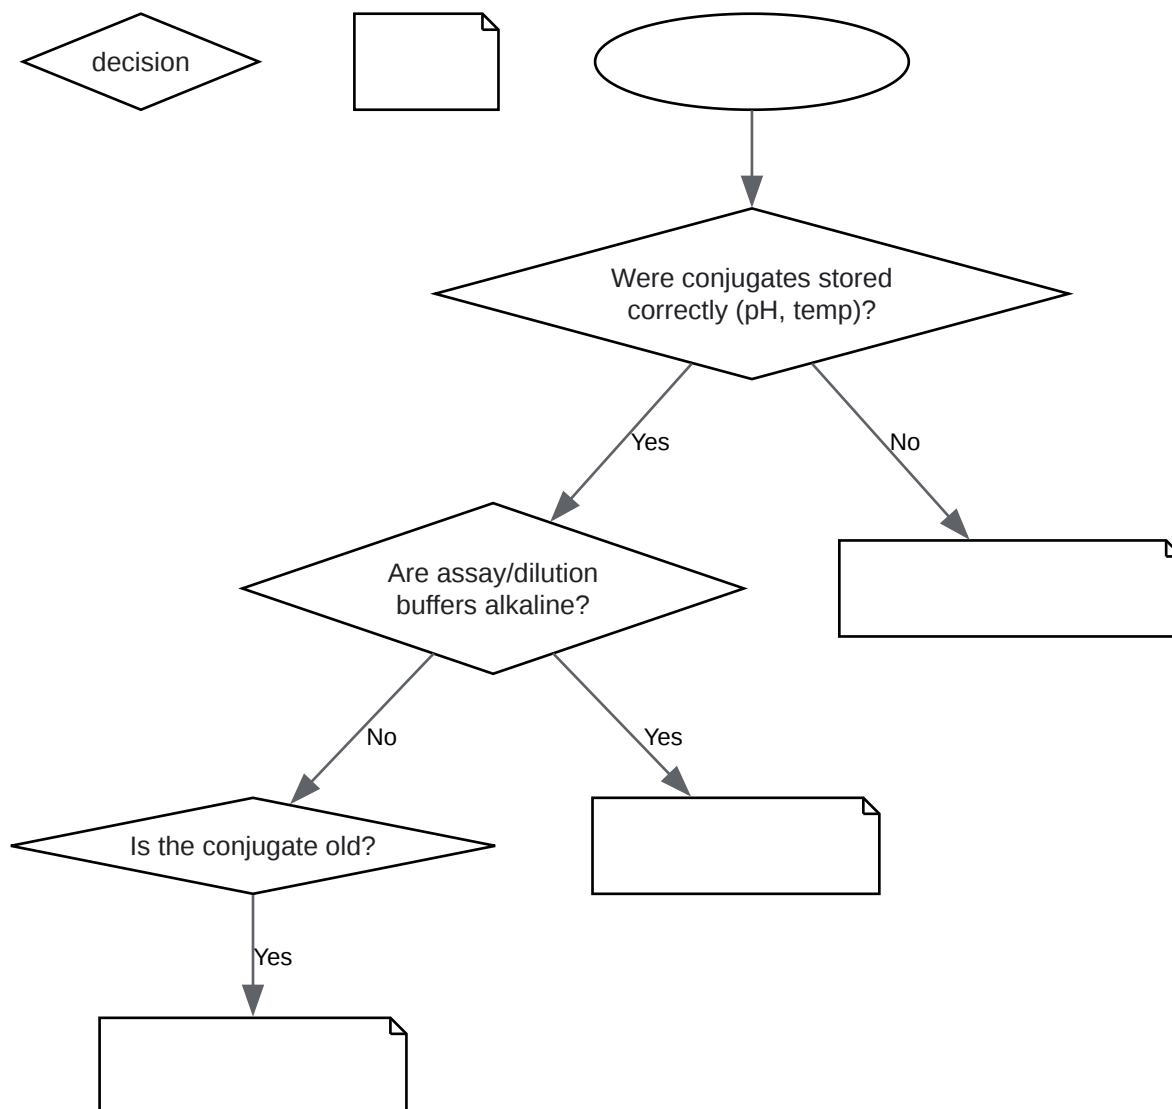 decision
Were conjugates stored
correctly (pH, temp)?
Yes
No
Are assay/dilution
buffers alkaline?
No
Yes
Is the conjugate old?
Yes